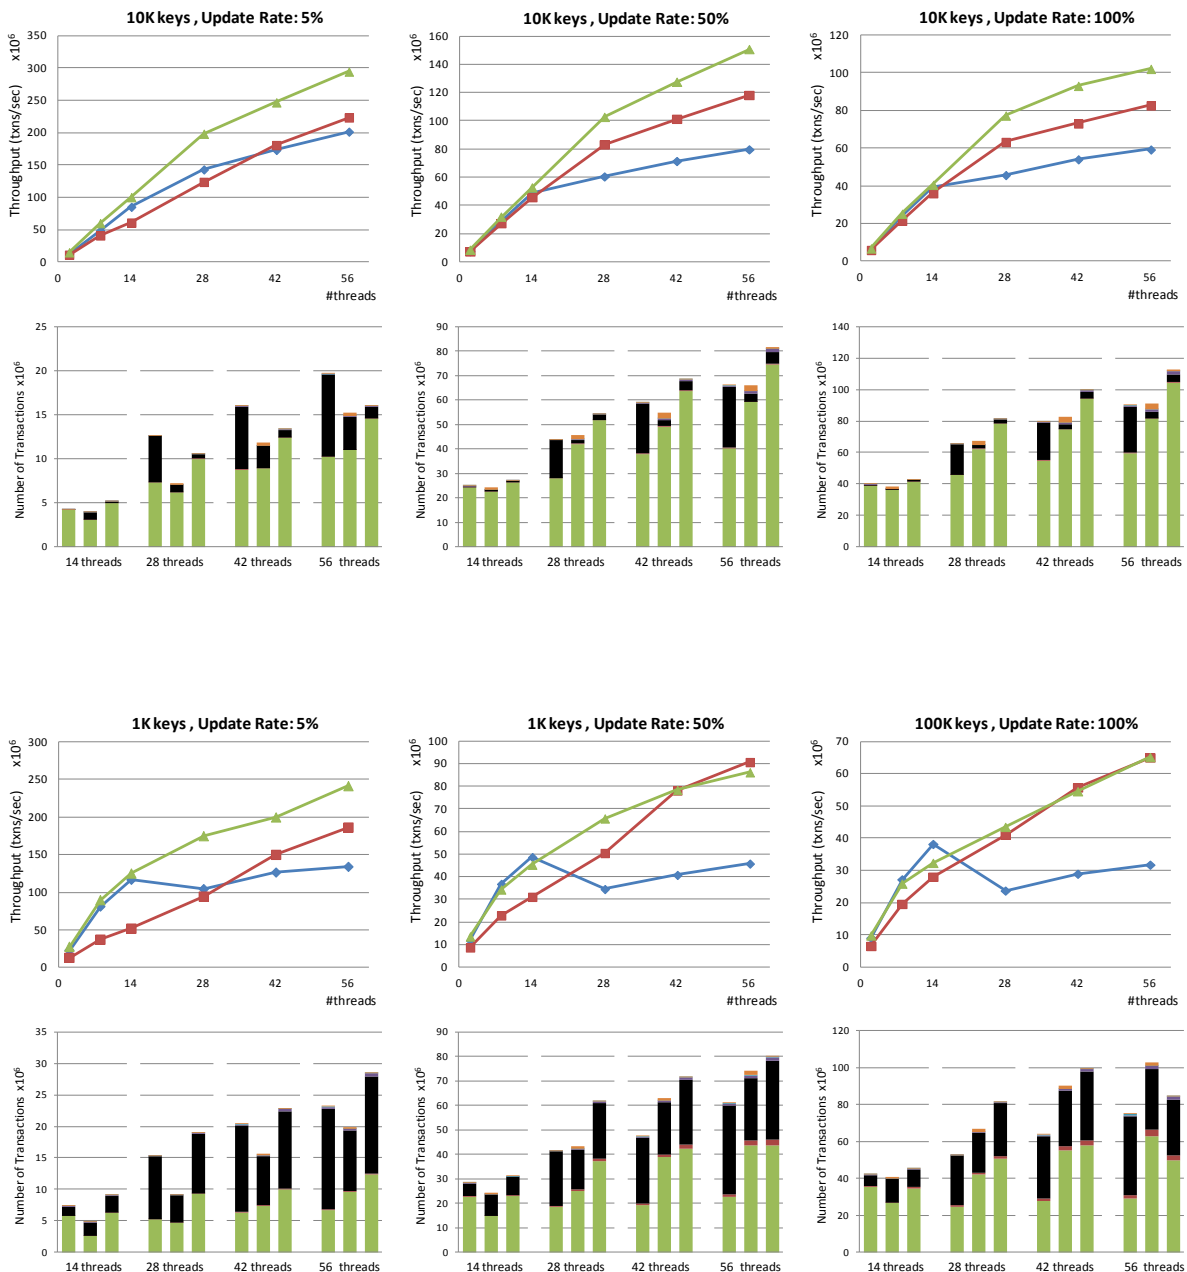 10K keys , Update Rate: 5%
x10⁶
Throughput (txns/sec)
350
300
250
200
150
100
50
0
0 14 28 42 56
#threads
10K keys , Update Rate: 50%
x10⁶
Throughput (txns/sec)
160
140
120
100
80
60
40
20
0
0 14 28 42 56
#threads
10K keys , Update Rate: 100%
x10⁶
Throughput (txns/sec)
120
100
80
60
40
20
0
0 14 28 42 56
#threads
Number of Transactions x10⁶
25
20
15
10
5
0
14 threads 28 threads 42 threads 56 threads
Number of Transactions x10⁶
90
80
70
60
50
40
30
20
10
0
14 threads 28 threads 42 threads 56 threads
Number of Transactions x10⁶
140
120
100
80
60
40
20
0
14 threads 28 threads 42 threads 56 threads
1K keys , Update Rate: 5%
x10⁶
Throughput (txns/sec)
300
250
200
150
100
50
0
0 14 28 42 56
#threads
1K keys , Update Rate: 50%
x10⁶
Throughput (txns/sec)
100
90
80
70
60
50
40
30
20
10
0
0 14 28 42 56
#threads
100K keys , Update Rate: 100%
x10⁶
Throughput (txns/sec)
70
60
50
40
30
20
10
0
0 14 28 42 56
#threads
Number of Transactions x10⁶
35
30
25
20
15
10
5
0
14 threads 28 threads 42 threads 56 threads
Number of Transactions x10⁶
90
80
70
60
50
40
30
20
10
0
14 threads 28 threads 42 threads 56 threads
Number of Transactions x10⁶
120
100
80
60
40
20
0
14 threads 28 threads 42 threads 56 threads